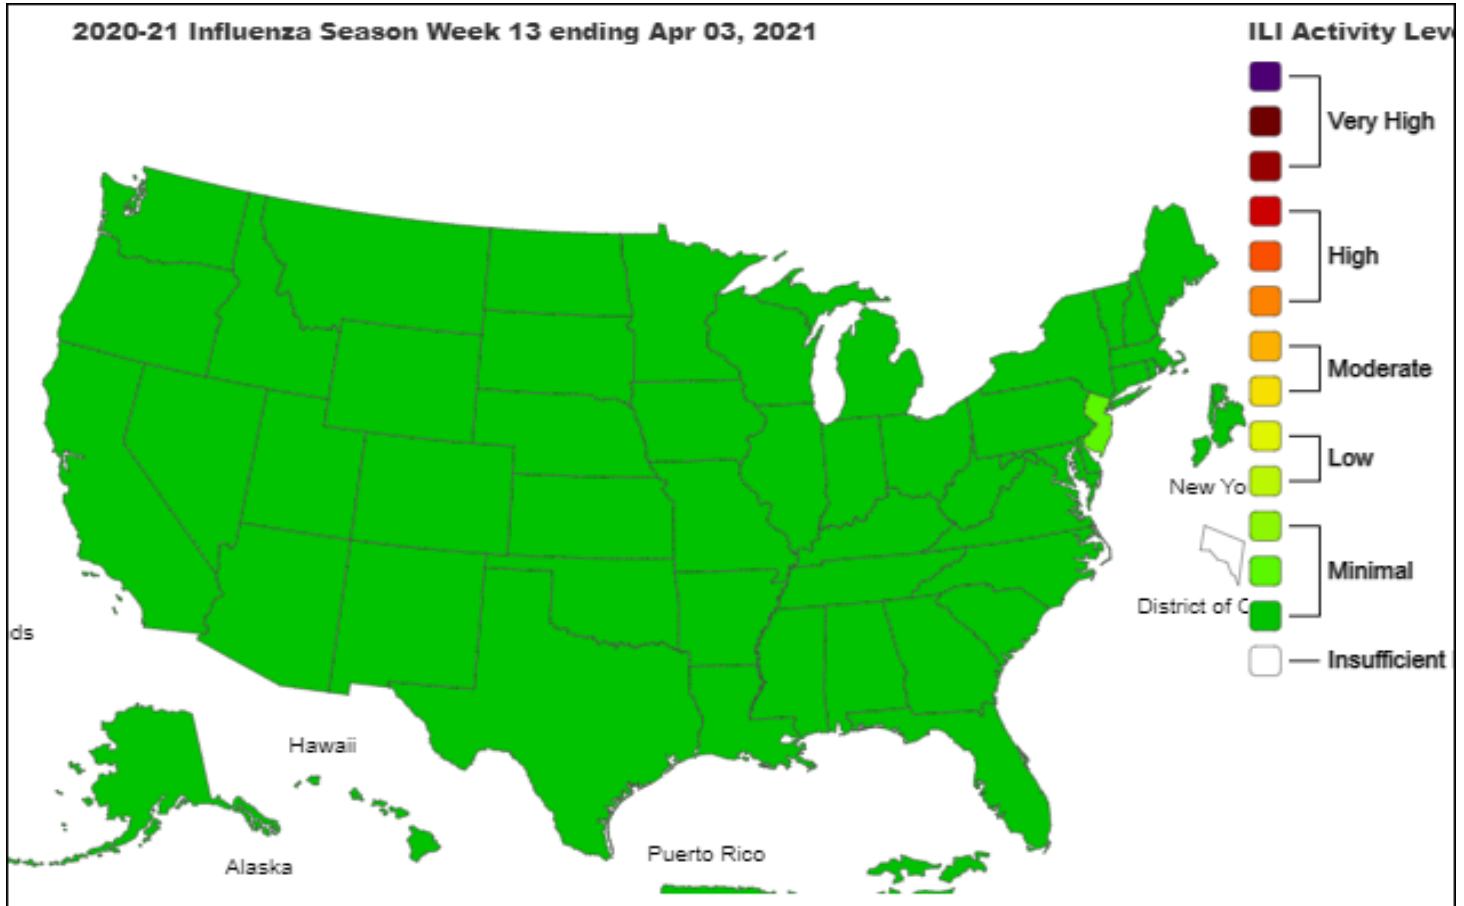 2020-21 Influenza Season Week 13 ending Apr 03, 2021
ILI Activity Lev
Very High
High
Moderate
Low
Minimal
Insufficient
New Yo
District of C
ds
Hawaii
Alaska
Puerto Rico